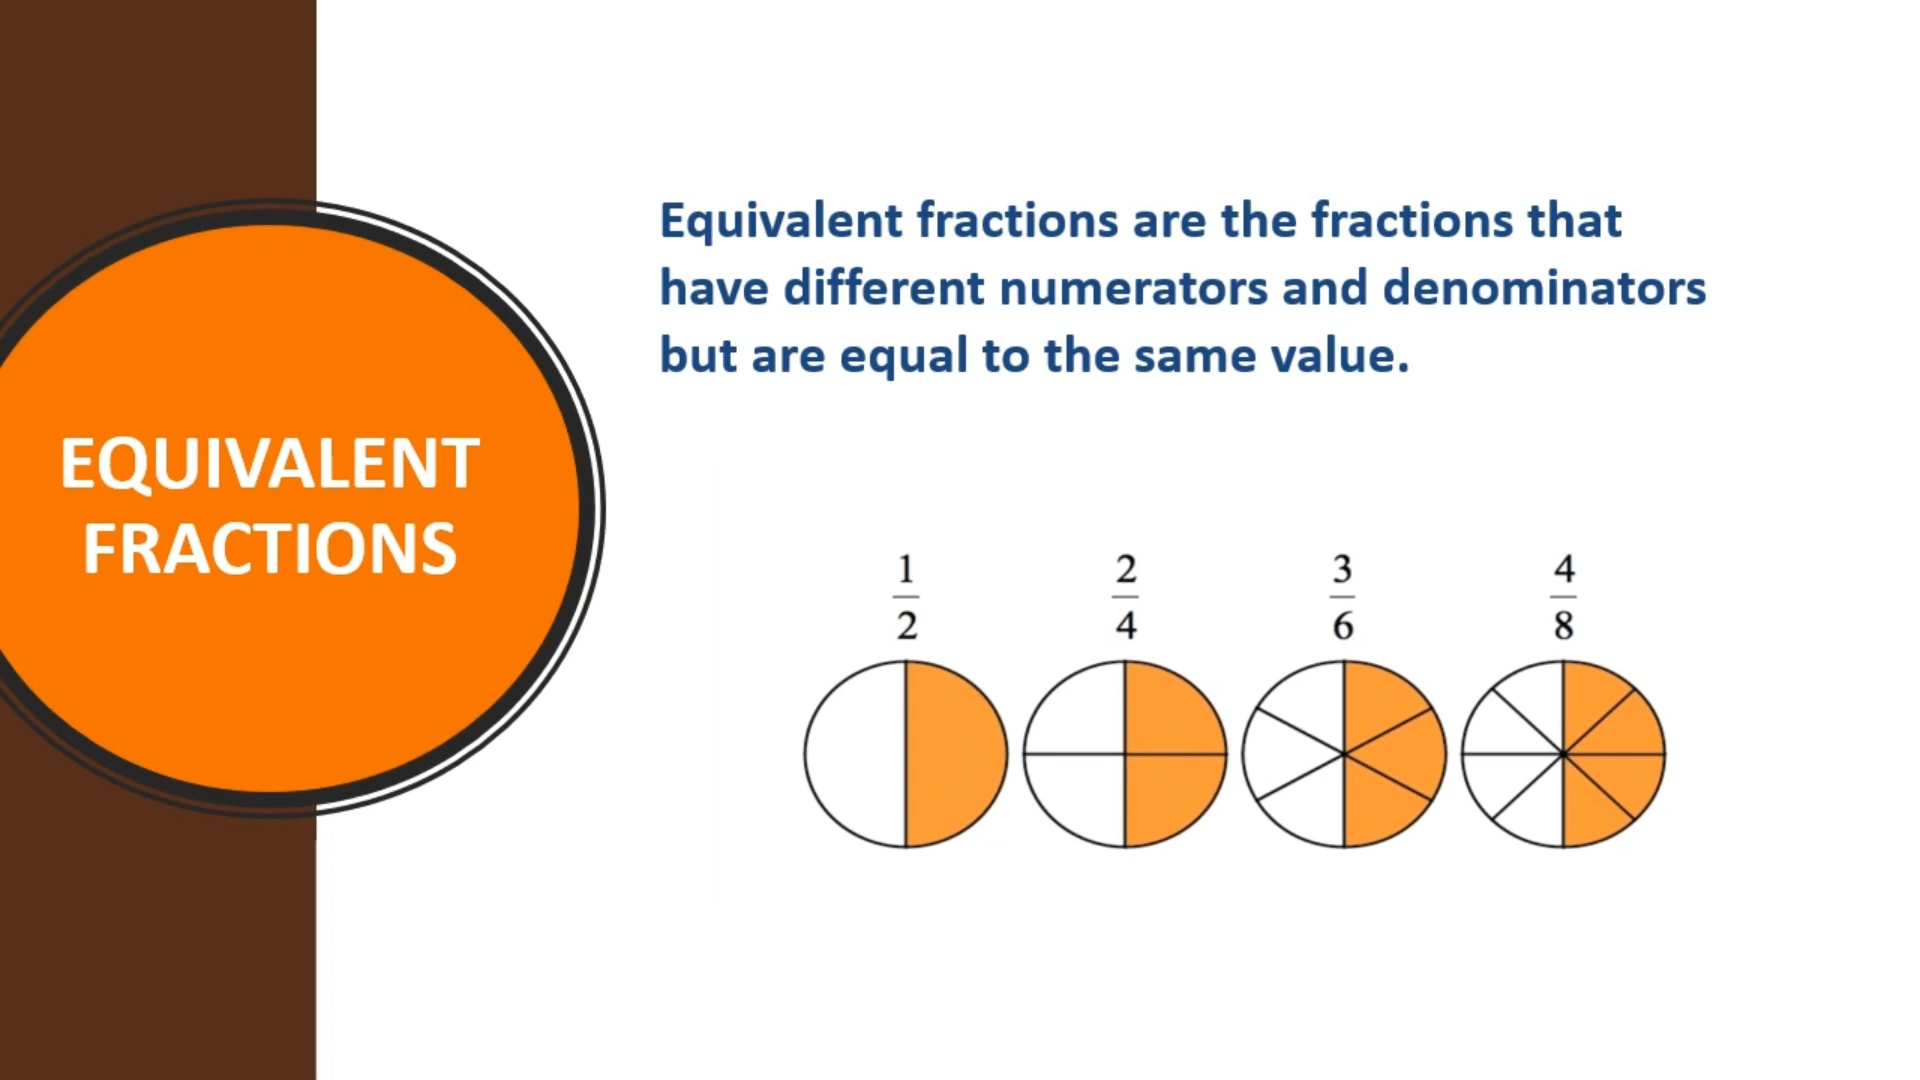 EQUIVALENT
FRACTIONS
Equivalent fractions are the fractions that
have different numerators and denominators
but are equal to the same value.
1/2 2/4 3/6 4/8